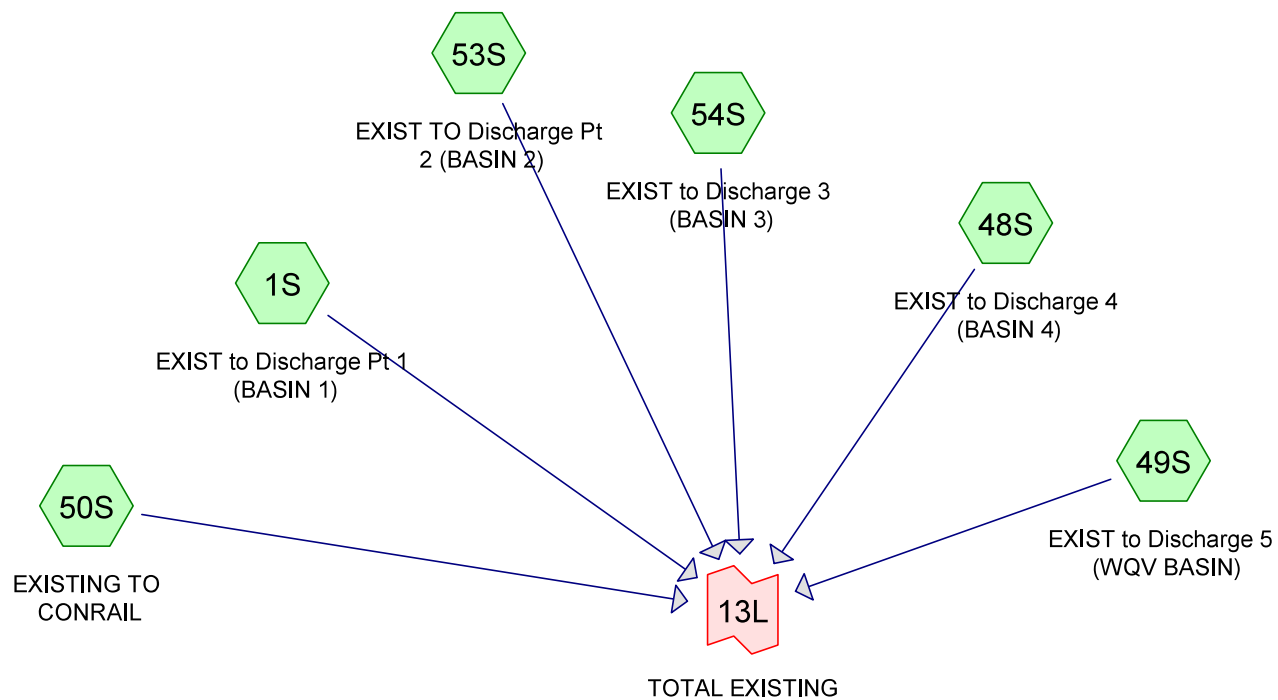 53S
EXIST TO Discharge Pt
2 (BASIN 2)
54S
EXIST to Discharge 3
(BASIN 3)
48S
EXIST to Discharge 4
(BASIN 4)
1S
EXIST to Discharge Pt 1
(BASIN 1)
49S
EXIST to Discharge 5
(WQV BASIN)
50S
EXISTING TO
CONRAIL
13L
TOTAL EXISTING